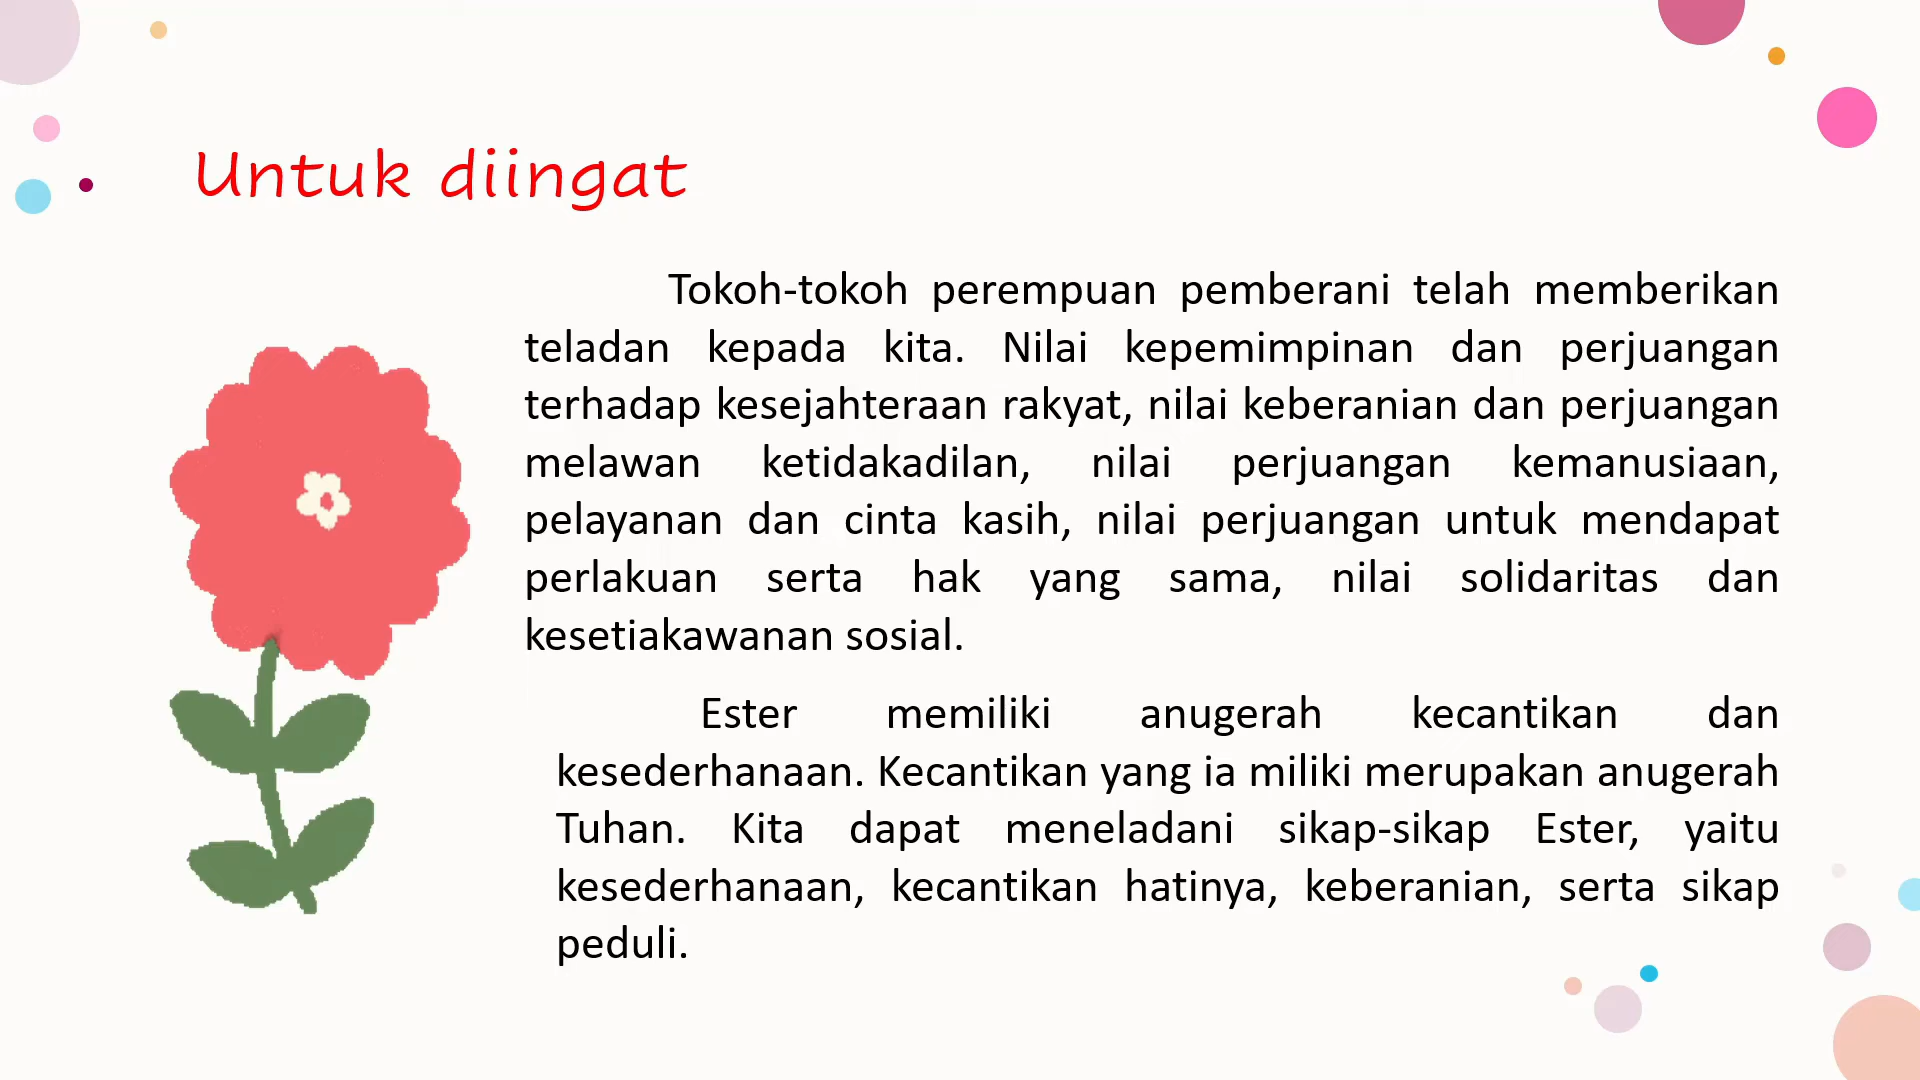 Untuk diingat
Tokoh-tokoh perempuan pemberani telah memberikan
teladan kepada kita. Nilai kepemimpinan dan perjuangan
terhadap kesejahteraan rakyat, nilai keberanian dan perjuangan
melawan ketidakadilan, nilai perjuangan kemanusiaan,
pelayanan dan cinta kasih, nilai perjuangan untuk mendapat
perlakuan serta hak yang sama, nilai solidaritas dan
kesetiakawanan sosial.
Ester memiliki anugerah kecantikan dan
kesederhanaan. Kecantikan yang ia miliki merupakan anugerah
Tuhan. Kita dapat meneladani sikap-sikap Ester, yaitu
kesederhanaan, kecantikan hatinya, keberanian, serta sikap
peduli.